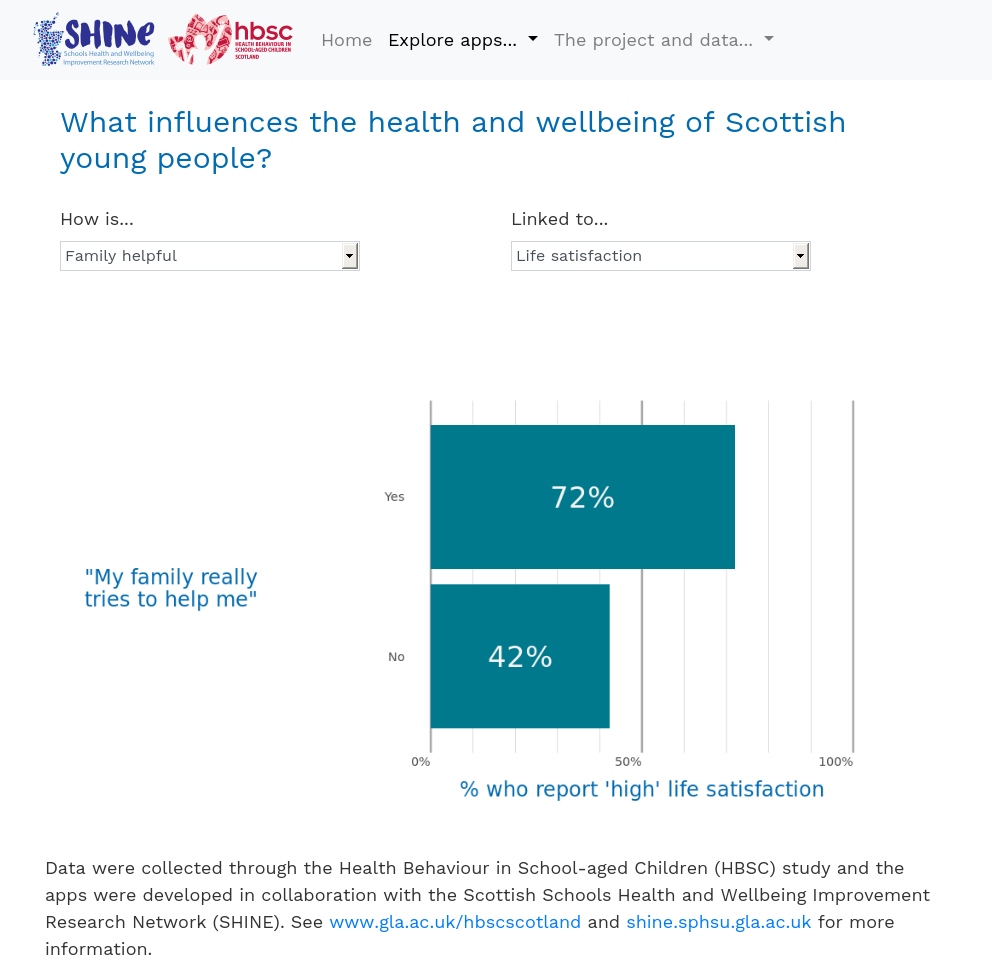 SHINE
Schools Health and Wellbeing
Improvement Research Network
hbsc
HEALTH BEHAVIOUR IN
SCHOOL-AGED CHILDREN
SCOTLAND
Home Explore apps... The project and data...
What influences the health and wellbeing of Scottish
young people?
How is... Linked to...
Family helpful Life satisfaction
Yes 72%
"My family really
tries to help me"
No 42%
0% 50% 100%
% who report 'high' life satisfaction
Data were collected through the Health Behaviour in School-aged Children (HBSC) study and the
apps were developed in collaboration with the Scottish Schools Health and Wellbeing Improvement
Research Network (SHINE). See www.gla.ac.uk/hbscscotland and shine.sphsu.gla.ac.uk for more
information.